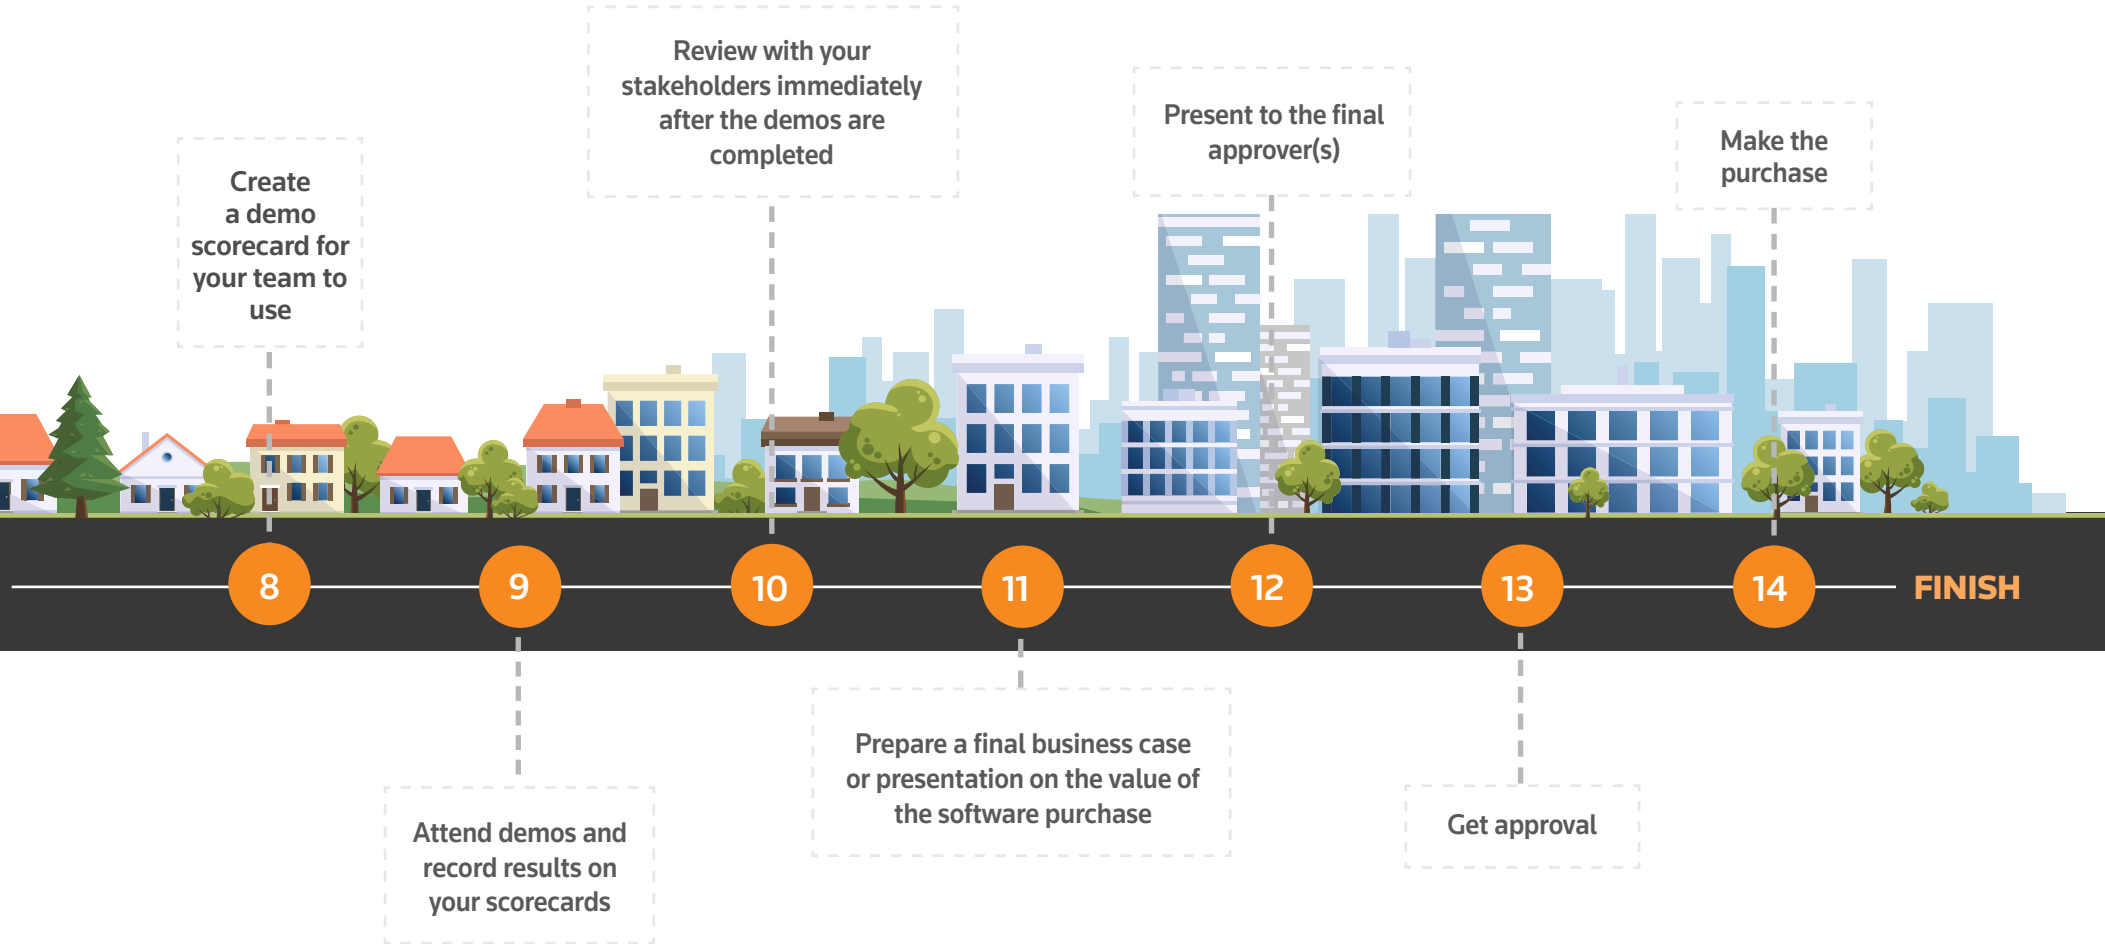 Create
a demo
scorecard for
your team to
use
8
Attend demos and
record results on
your scorecards
9
Review with your
stakeholders immediately
after the demos are
completed
10
Prepare a final business case
or presentation on the value of
the software purchase
11
Present to the final
approver(s)
12
Get approval
13
Make the
purchase
14
FINISH